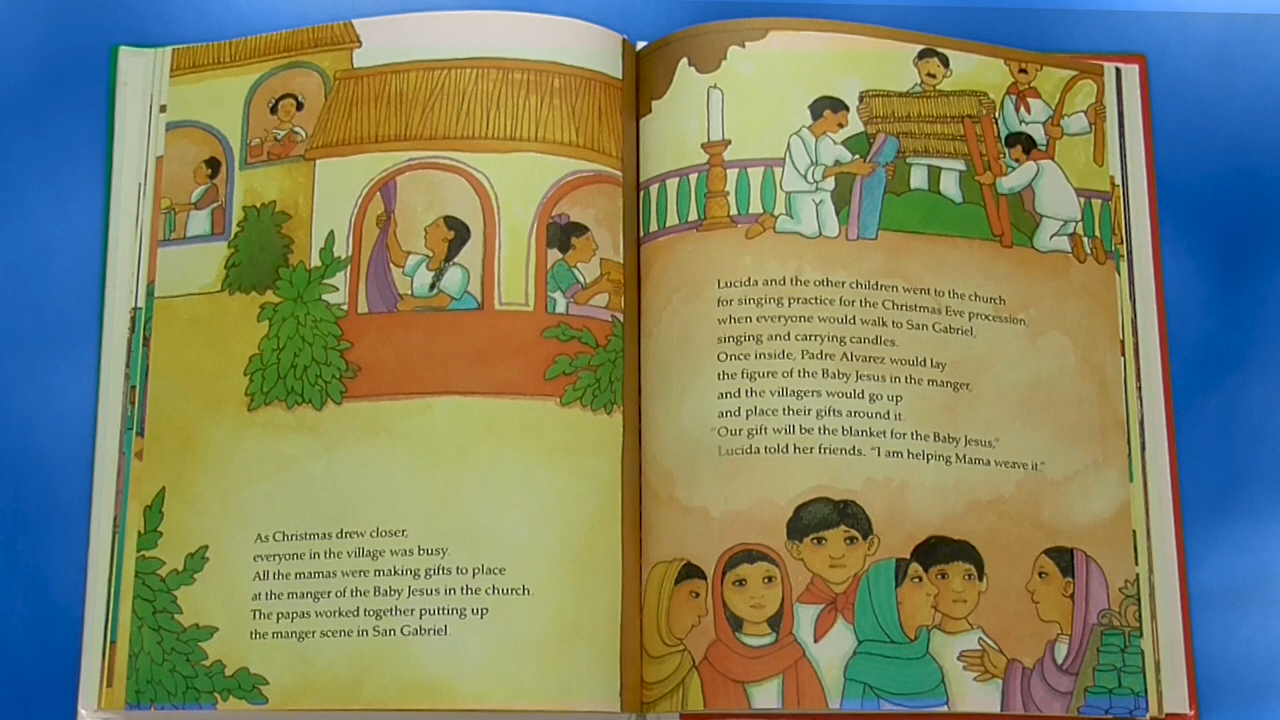 As Christmas drew closer,
everyone in the village was busy.
All the mamas were making gifts to place
at the manger of the Baby Jesus in the church.
The papas worked together putting up
the manger scene in San Gabriel.
Lucida and the other children went to the church
for singing practice for the Christmas Eve procession,
when everyone would walk to San Gabriel,
singing and carrying candles.
Once inside, Padre Alvarez would lay
the figure of the Baby Jesus in the manger,
and the villagers would go up
and place their gifts around it.
"Our gift will be the blanket for the Baby Jesus,"
Lucida told her friends. "I am helping Mama weave it."